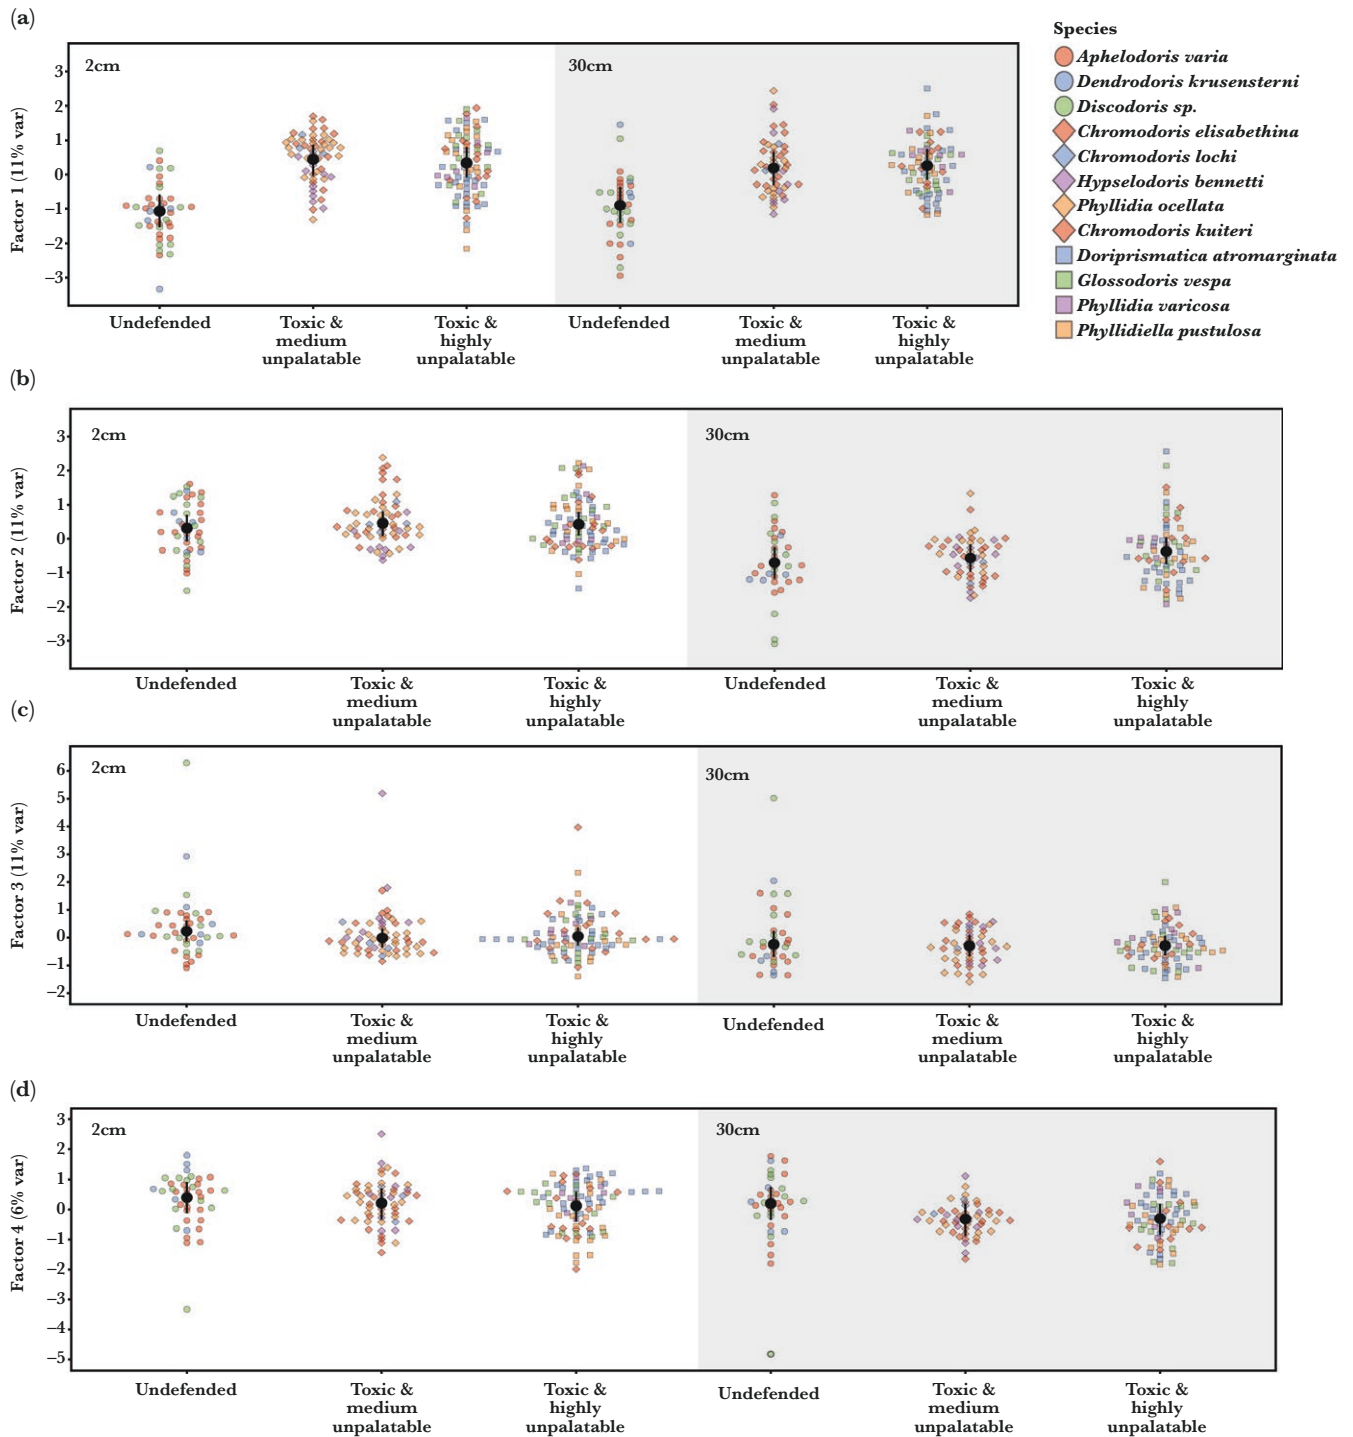 (a)
3
2
1
0
−1
−2
−3
Factor 1 (11% var)
2cm
30cm
Undefended
Toxic &
medium
unpalatable
Toxic &
highly
unpalatable
Undefended
Toxic &
medium
unpalatable
Toxic &
highly
unpalatable
Species
Aphelodoris varia
Dendrodoris krusensterni
Discodoris sp.
Chromodoris elisabethina
Chromodoris lochi
Hypselodoris bennetti
Phyllidia ocellata
Chromodoris kuiteri
Doriprismatica atromarginata
Glossodoris vespa
Phyllidia varicosa
Phyllidiella pustulosa
(b)
3
2
1
0
−1
−2
−3
Factor 2 (11% var)
2cm
30cm
Undefended
Toxic &
medium
unpalatable
Toxic &
highly
unpalatable
Undefended
Toxic &
medium
unpalatable
Toxic &
highly
unpalatable
(c)
6
5
4
3
2
1
0
−1
−2
Factor 3 (11% var)
2cm
30cm
Undefended
Toxic &
medium
unpalatable
Toxic &
highly
unpalatable
Undefended
Toxic &
medium
unpalatable
Toxic &
highly
unpalatable
(d)
3
2
1
0
−1
−2
−3
−4
−5
Factor 4 (6% var)
2cm
30cm
Undefended
Toxic &
medium
unpalatable
Toxic &
highly
unpalatable
Undefended
Toxic &
medium
unpalatable
Toxic &
highly
unpalatable